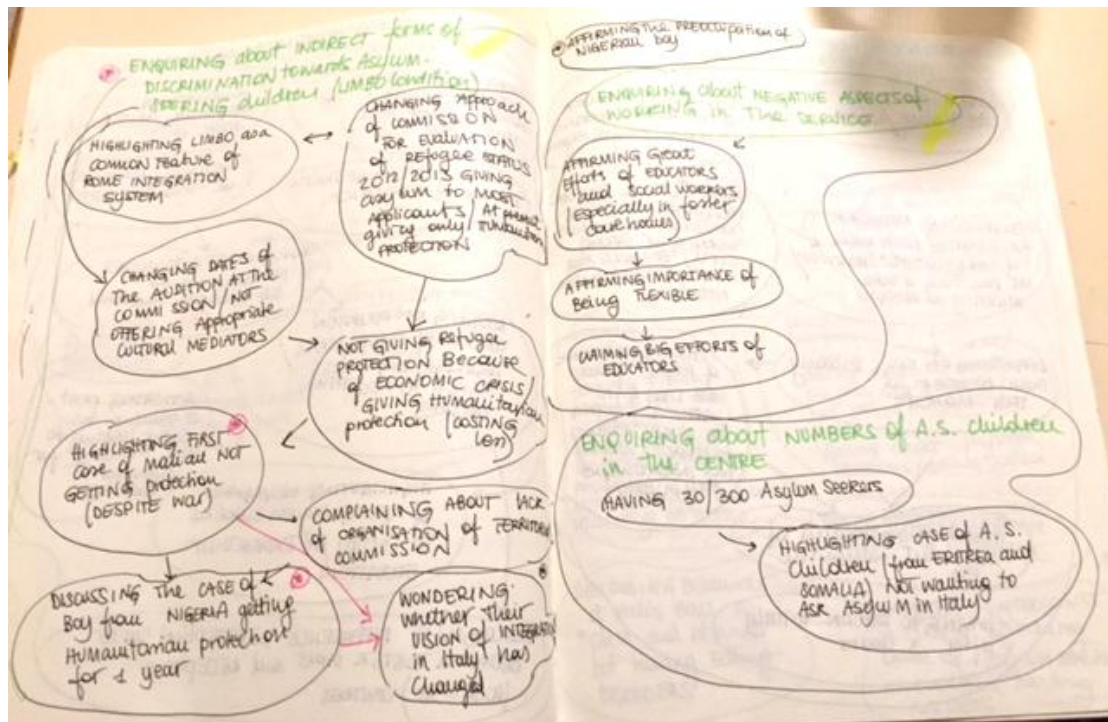 ENQUIRING about INDIRECT forms of
DISCRIMINATION towards Asylum-
SEEKING children (LIMBO condition)
HIGHLIGHTING LIMBO as a
COMMON FEATURE of
ROME INTEGRATION
SYSTEM
CHANGING Approach
of COMMISSION
FOR EVALUATION
of REFUGEE STATUS
2012/2013 GIVING
asylum to MOST
Applicants / At present
giving only humanitarian
PROTECTION
CHANGING DATES of
The AUDITION AT THE
COMMISSION / NOT
OFFERING Appropriate
CULTURAL MEDIATORS
NOT GIVING Refugee
PROTECTION Because
of ECONOMIC CRISIS /
GIVING HUMANITARIAN
protection (COSTING
less)
HIGHLIGHTING FIRST
case of Malian NOT
GETTING protection
(DESPITE WAR)
COMPLAINING ABOUT LACK
of ORGANISATION of TERRITORIAL
COMMISSION
DISCUSSING THE CASE of
Boy from NIGERIA getting
HUMANITARIAN protection
for 1 year
WONDERING
whether Their
VISION of INTEGRATION
in Italy has
changed
AFFIRMING THE PREOCCUPATION of
NIGERIAN boy
ENQUIRING about NEGATIVE ASPECTS of
WORKING in The SERVICE
AFFIRMING Great
Efforts of EDUCATORS
and social workers
(especially in foster
care homes)
AFFIRMING IMPORTANCE of
Being FLEXIBLE
CLAIMING BIG EFFORTS of
EDUCATORS
ENQUIRING about NUMBERS of A.S. children
in THE CENTRE
HAVING 30/300 Asylum Seekers
HIGHLIGHTING CASE of A.S.
Children (from ERITREA and
SOMALIA) NOT wanting to
Ask Asylum in Italy